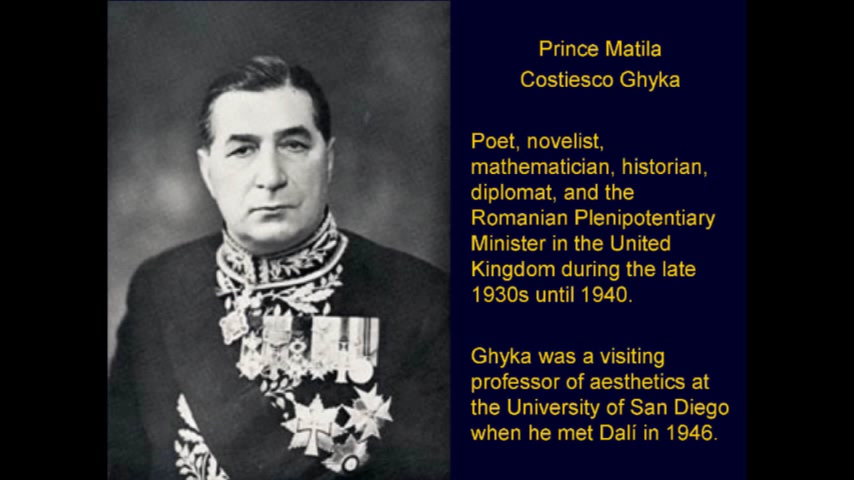 Prince Matila
Costiesco Ghyka
Poet, novelist,
mathematician, historian,
diplomat, and the
Romanian Plenipotentiary
Minister in the United
Kingdom during the late
1930s until 1940.
Ghyka was a visiting
professor of aesthetics at
the University of San Diego
when he met Dalí in 1946.